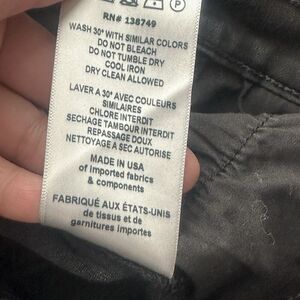 RN# 138749
WASH 30° WITH SIMILAR COLORS
DO NOT BLEACH
DO NOT TUMBLE DRY
COOL IRON
DRY CLEAN ALLOWED
LAVER A 30° AVEC COULEURS
SIMILAIRES
CHLORE INTERDIT
SECHAGE TAMBOUR INTERDIT
REPASSAGE DOUX
NETTOYAGE A SEC AUTORISE
MADE IN USA
of imported fabrics
& components
FABRIQUÉ AUX ÉTATS-UNIS
de tissus et de
garnitures importes